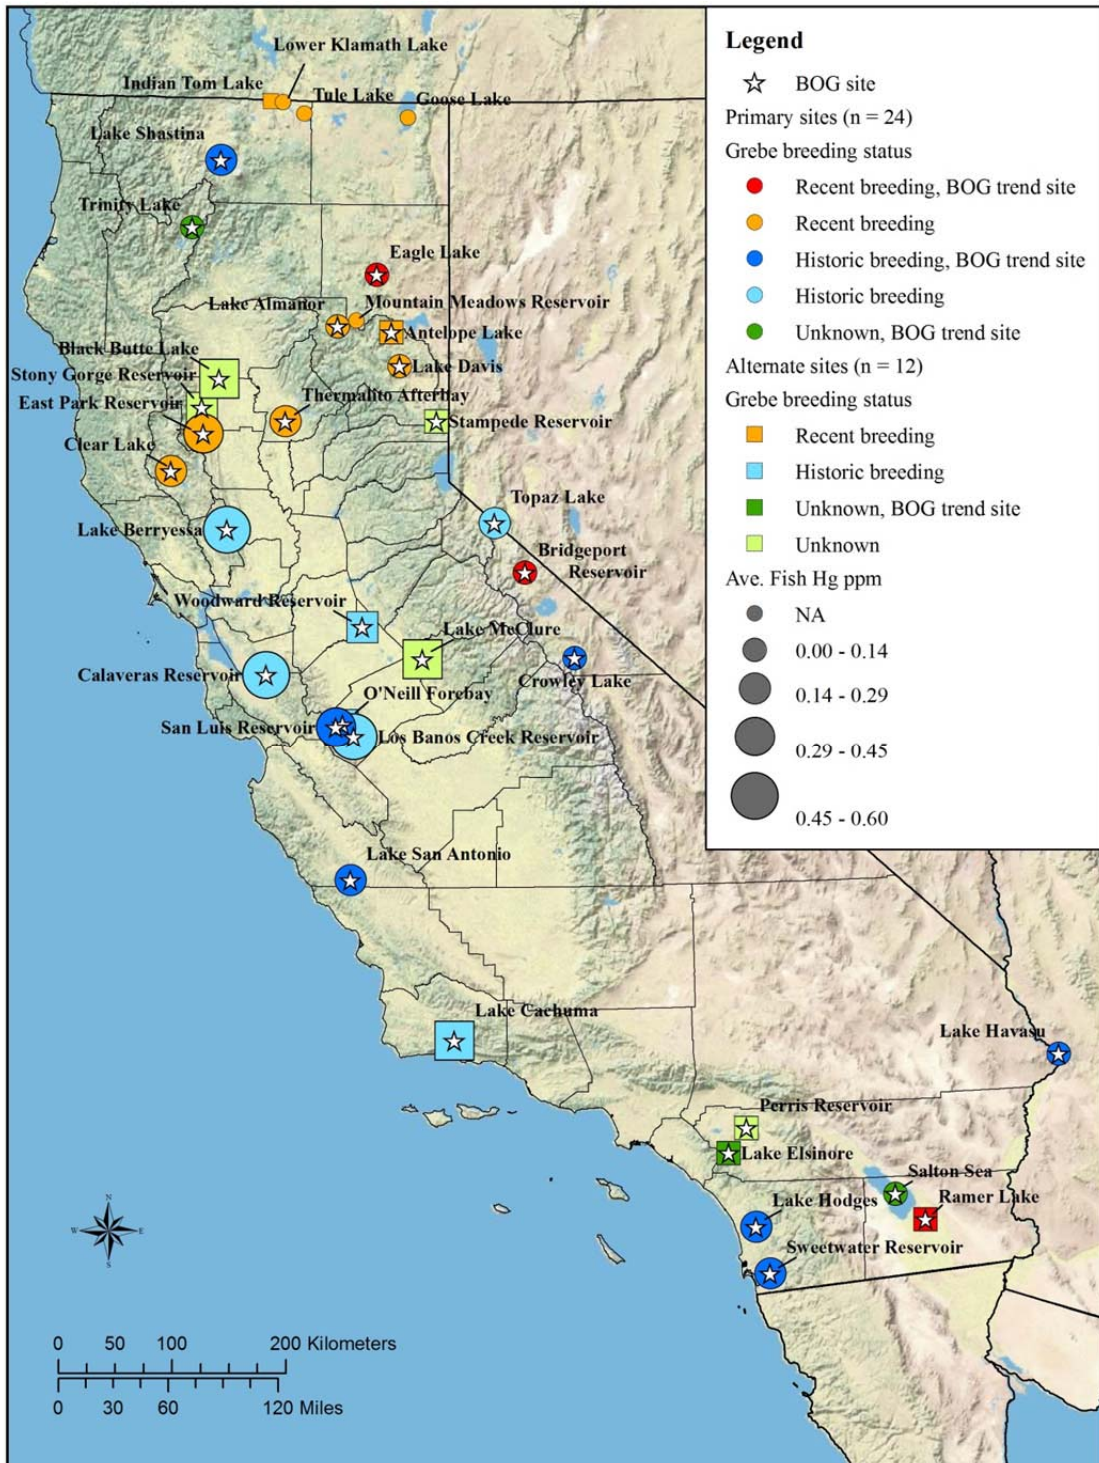 Lower Klamath Lake
Indian Tom Lake
Tule Lake
Goose Lake
Lake Shastina
Trinity Lake
Eagle Lake
Lake Almanor
Mountain Meadows Reservoir
Antelope Lake
Black Butte Lake
Lake Davis
Stony Gorge Reservoir
Thermalito Afterbay
East Park Reservoir
Stampede Reservoir
Clear Lake
Topaz Lake
Lake Berryessa
Bridgeport
Reservoir
Woodward Reservoir
Lake McClure
Calaveras Reservoir
Crowley Lake
O'Neill Forebay
San Luis Reservoir
Los Banos Creek Reservoir
Lake San Antonio
Lake Cachuma
Lake Havasu
Perris Reservoir
Lake Elsinore
Salton Sea
Lake Hodges
Ramer Lake
Sweetwater Reservoir
N
W E
S
0 50 100 200 Kilometers
0 30 60 120 Miles
Legend
BOG site
Primary sites (n = 24)
Grebe breeding status
Recent breeding, BOG trend site
Recent breeding
Historic breeding, BOG trend site
Historic breeding
Unknown, BOG trend site
Alternate sites (n = 12)
Grebe breeding status
Recent breeding
Historic breeding
Unknown, BOG trend site
Unknown
Ave. Fish Hg ppm
NA
0.00 - 0.14
0.14 - 0.29
0.29 - 0.45
0.45 - 0.60